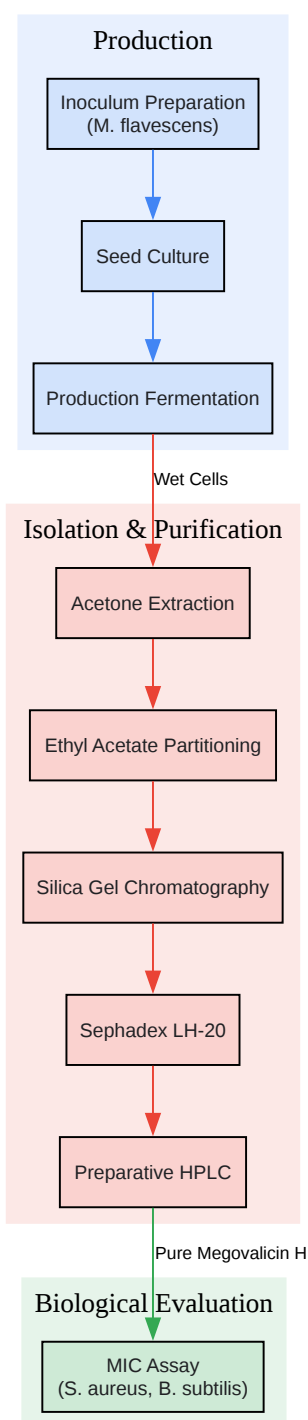 Production
Inoculum Preparation
(M. flavescens)
Seed Culture
Production Fermentation
Wet Cells
Isolation & Purification
Acetone Extraction
Ethyl Acetate Partitioning
Silica Gel Chromatography
Sephadex LH-20
Preparative HPLC
Pure Megovalicin H
Biological Evaluation
MIC Assay
(S. aureus, B. subtilis)